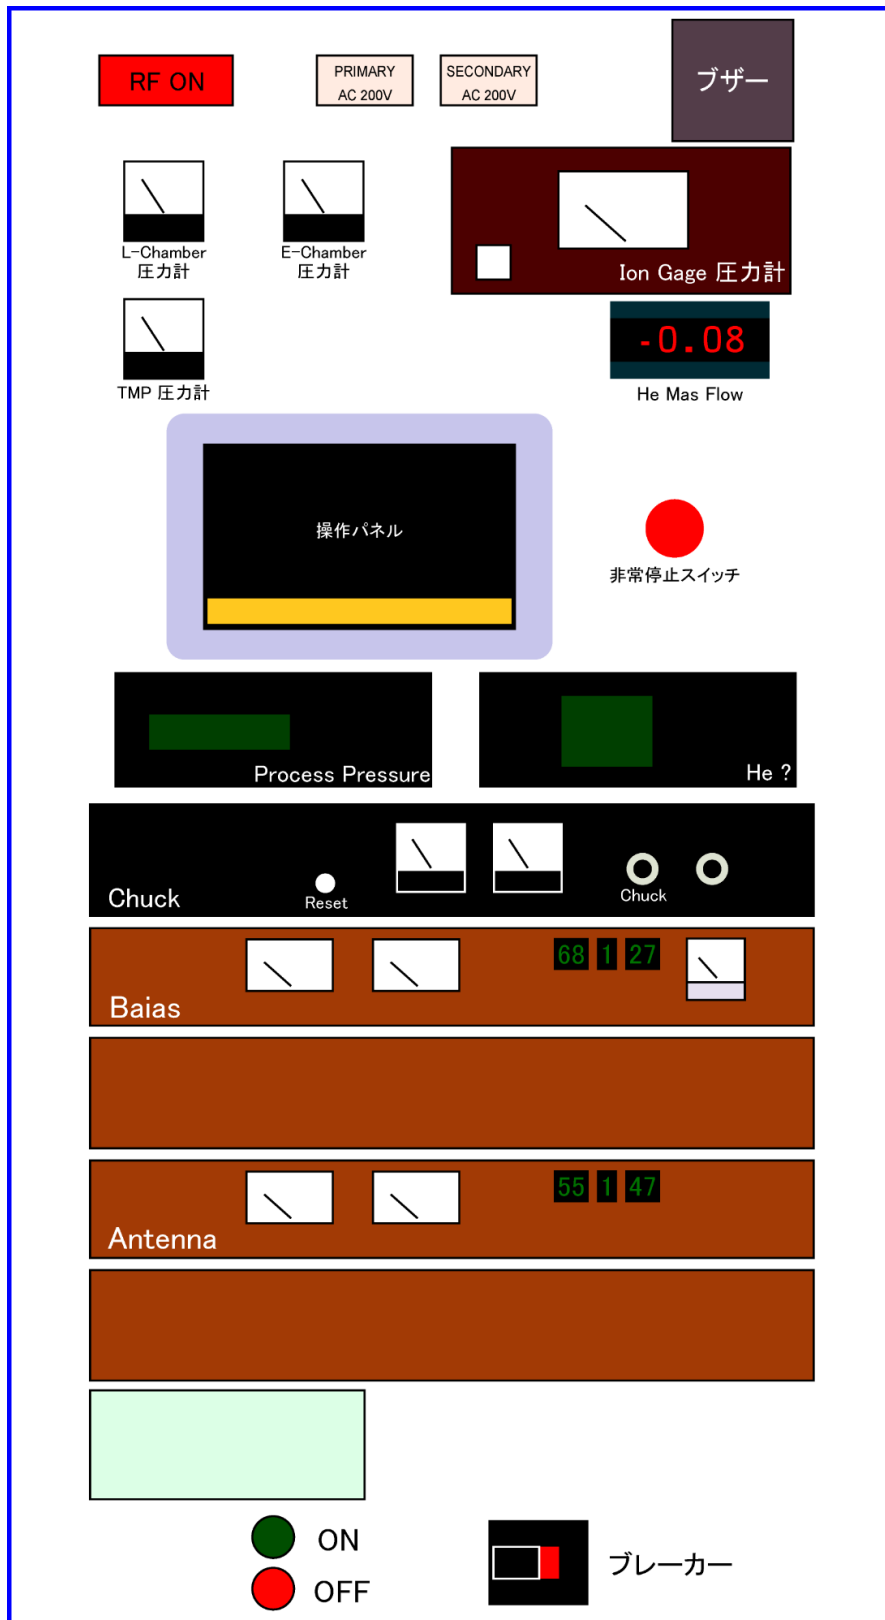 RF ON
PRIMARY
AC 200V
SECONDARY
AC 200V
ブザー
L-Chamber
圧力計
E-Chamber
圧力計
Ion Gage 圧力計
TMP 圧力計
-0.08
He Mas Flow
操作パネル
非常停止スイッチ
Process Pressure
He ?
Chuck
Reset
Chuck
68 1 27
Baias
55 1 47
Antenna
ON
OFF
ブレーカー